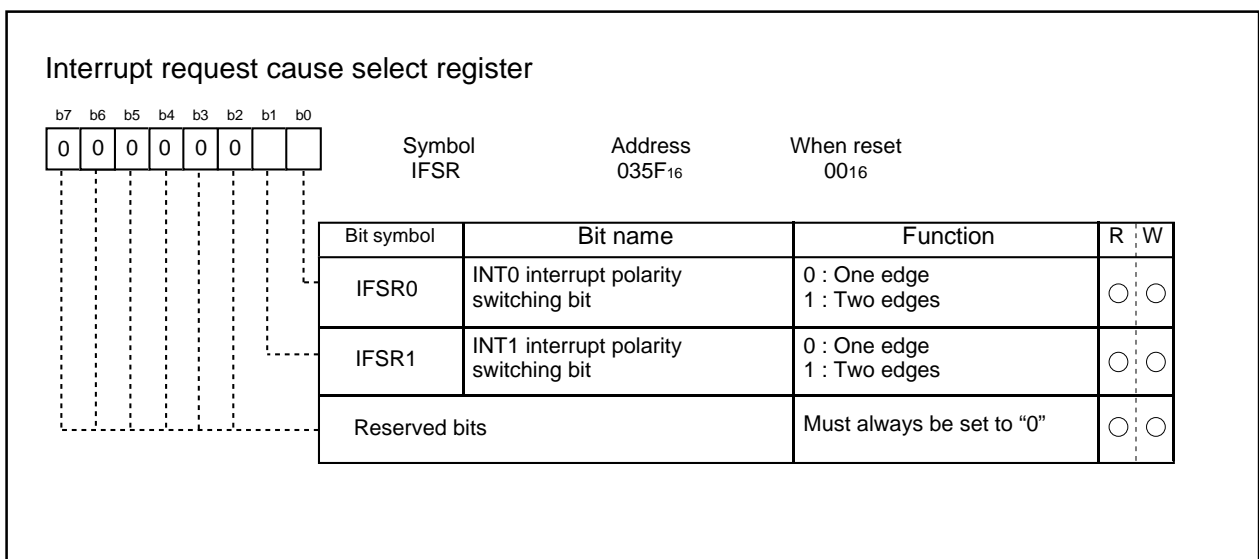 Interrupt request cause select register
b7 b6 b5 b4 b3 b2 b1 b0
0 0 0 0 0 0
Symbol Address When reset
IFSR 035F16 0016
Bit symbol Bit name Function R W
IFSR0 INT0 interrupt polarity switching bit 0 : One edge
1 : Two edges
IFSR1 INT1 interrupt polarity switching bit 0 : One edge
1 : Two edges
Reserved bits Must always be set to “0”